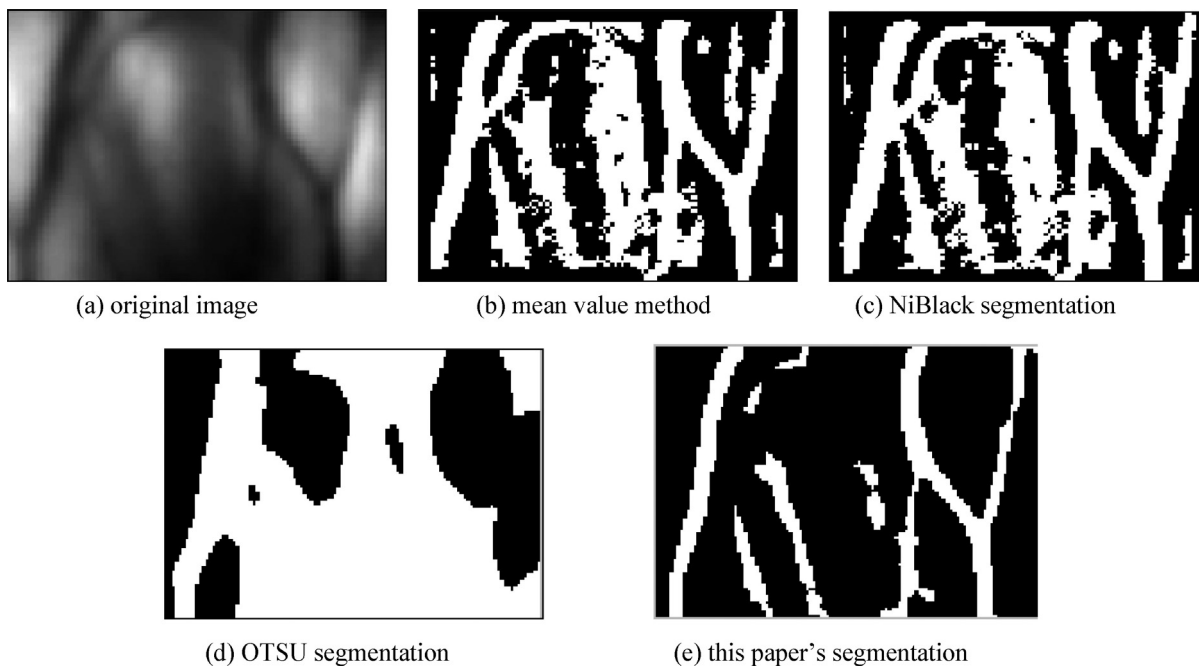 (a) original image
(b) mean value method
(c) NiBlack segmentation
(d) OTSU segmentation
(e) this paper's segmentation